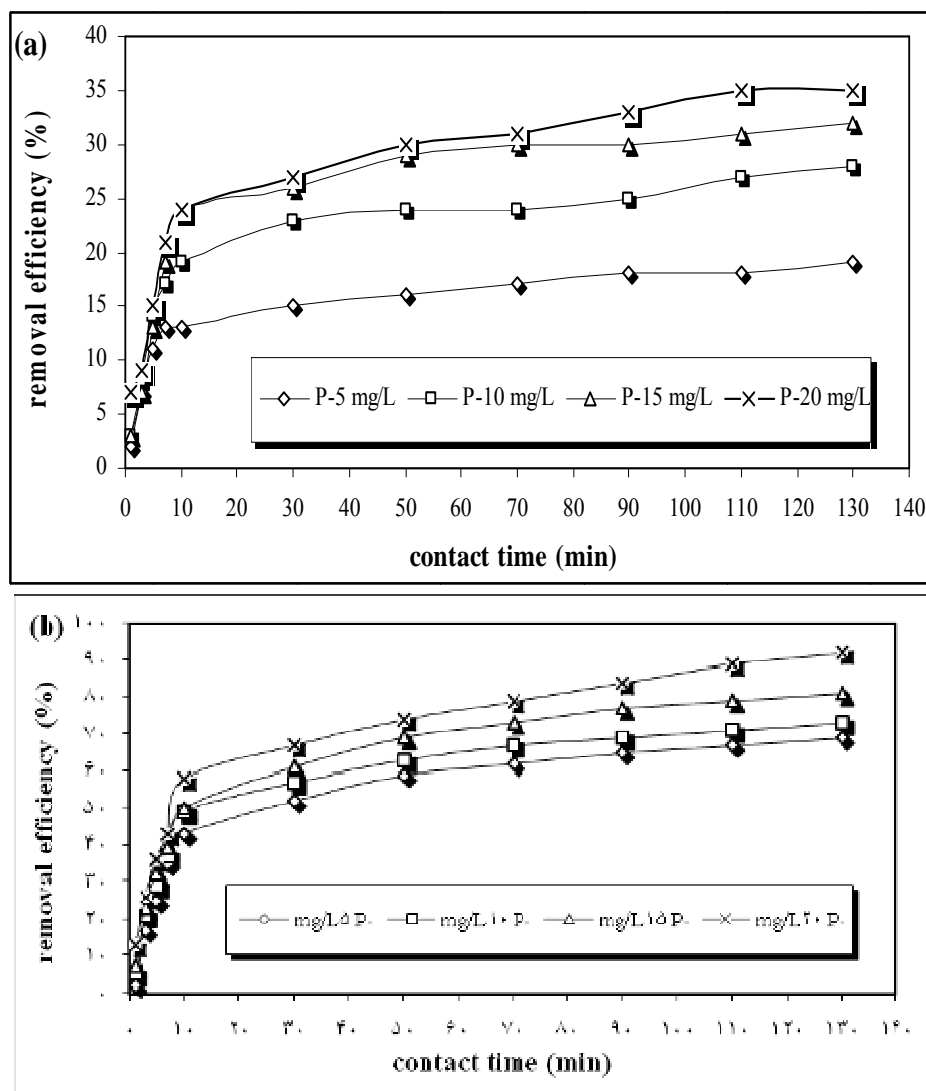 (a)
removal efficiency (%)
40
35
30
25
20
15
10
5
0
P-5 mg/L P-10 mg/L P-15 mg/L P-20 mg/L
0 10 20 30 40 50 60 70 80 90 100 110 120 130 140
contact time (min)
(b)
removal efficiency (%)
۱۰۰
۹۰
۸۰
۷۰
۶۰
۵۰
۴۰
۳۰
۲۰
۱۰
۰
mg/L۵ P- mg/L۱۰ P- mg/L۱۵ P- mg/L۲۰ P-
۰ ۱۰ ۲۰ ۳۰ ۴۰ ۵۰ ۶۰ ۷۰ ۸۰ ۹۰ ۱۰۰ ۱۱۰ ۱۲۰ ۱۳۰ ۱۴۰
contact time (min)